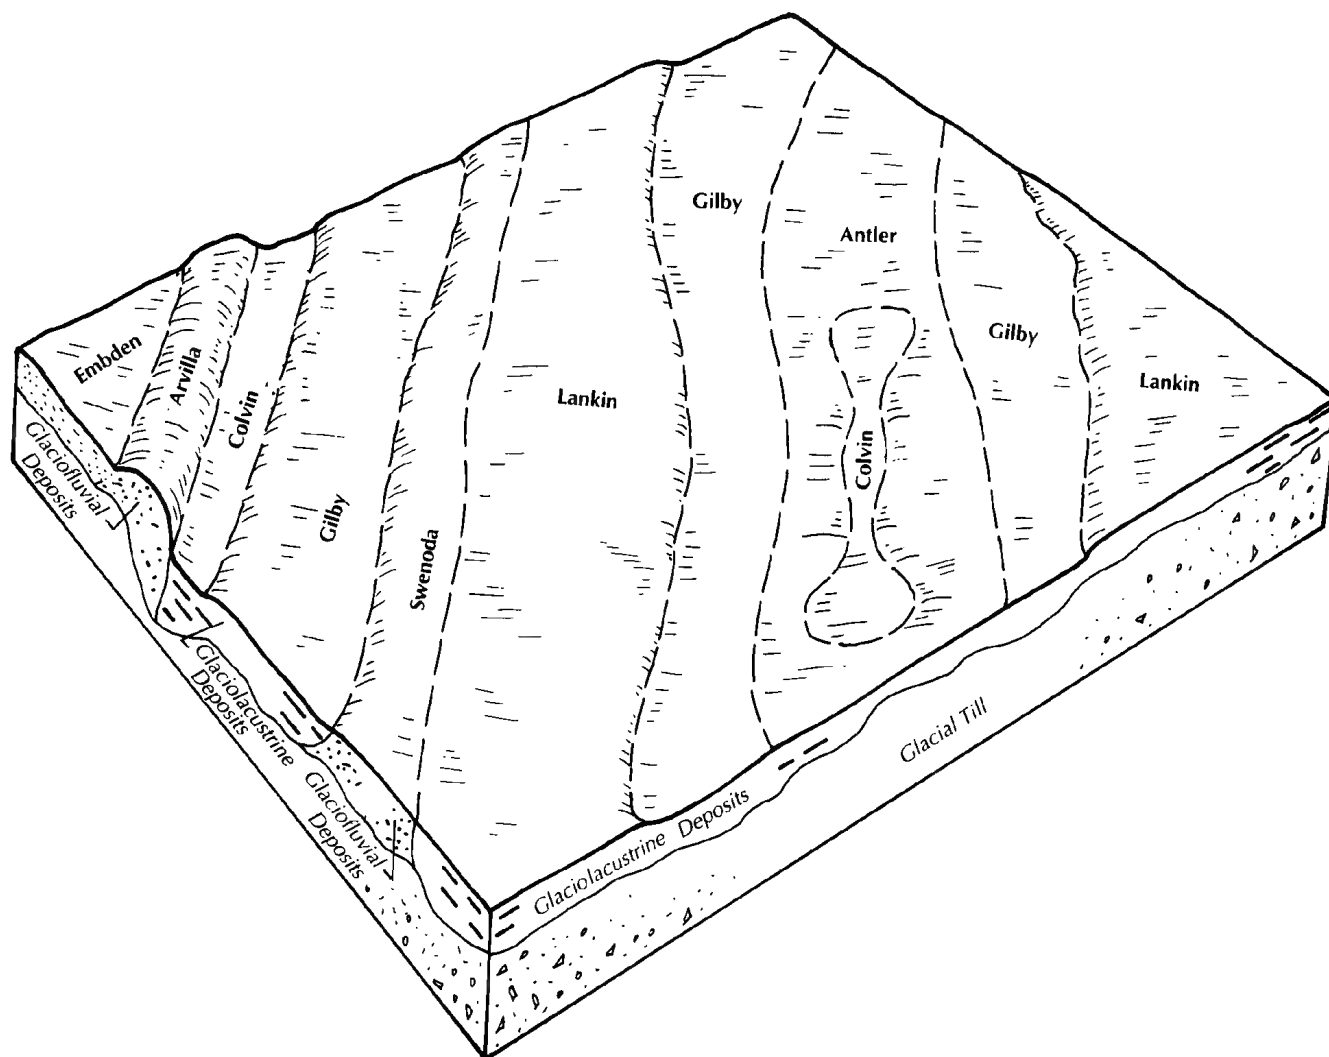 Embden
Arvilla
Colvin
Gilby
Swenoda
Lankin
Gilby
Antler
Colvin
Gilby
Lankin
Glaciofluvial
Deposits
Glaciolacustrine
Deposits
Glaciofluvial
Deposits
Glaciolacustrine Deposits
Glacial Till